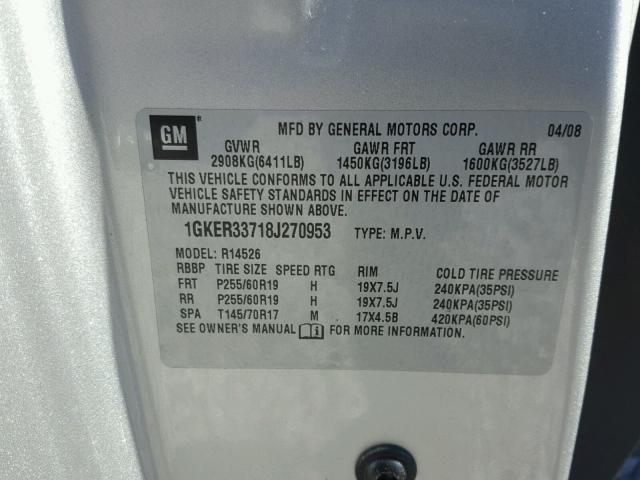 GM
MFD BY GENERAL MOTORS CORP. 04/08
GVWR GAWR FRT GAWR RR
2908KG(6411LB) 1450KG(3196LB) 1600KG(3527LB)
THIS VEHICLE CONFORMS TO ALL APPLICABLE U.S. FEDERAL MOTOR
VEHICLE SAFETY STANDARDS IN EFFECT ON THE DATE OF
MANUFACTURE SHOWN ABOVE.
1GKER33718J270953 TYPE: M.P.V.
MODEL: R14526
RBBP TIRE SIZE SPEED RTG RIM COLD TIRE PRESSURE
FRT P255/60R19 H 19X7.5J 240KPA(35PSI)
RR P255/60R19 H 19X7.5J 240KPA(35PSI)
SPA T145/70R17 M 17X4.5B 420KPA(60PSI)
SEE OWNER'S MANUAL FOR MORE INFORMATION.